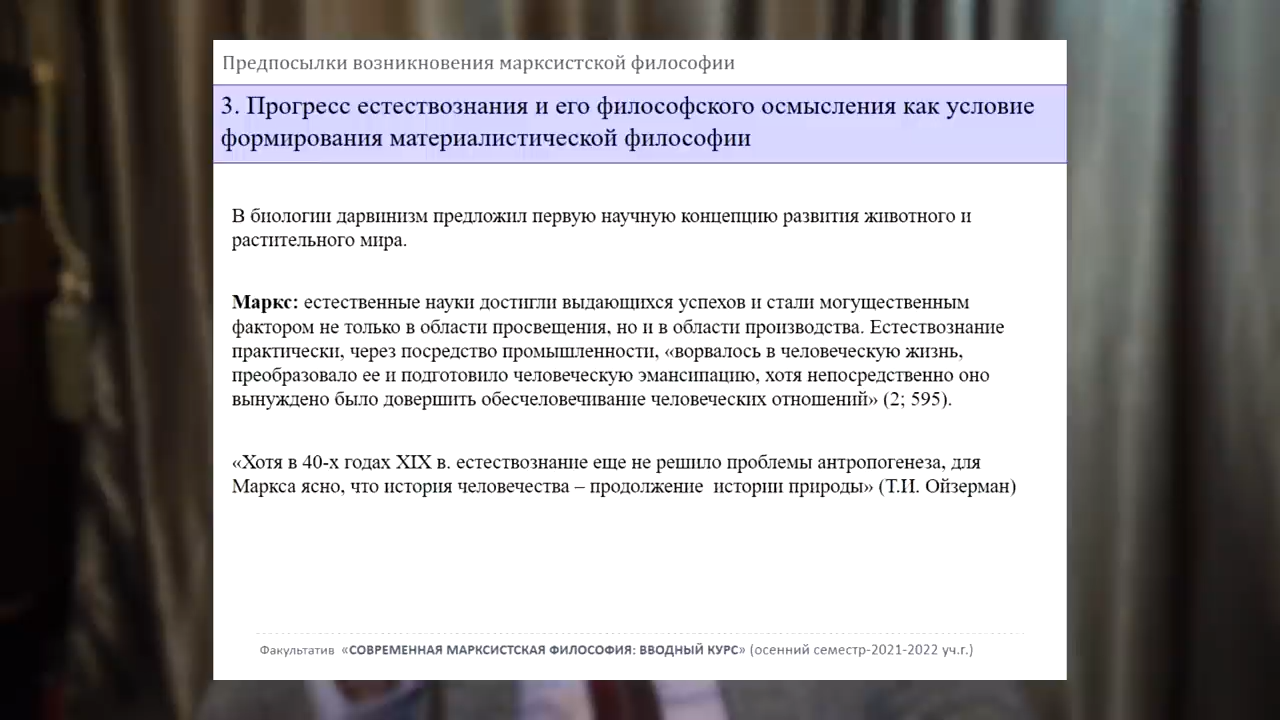 Предпосылки возникновения марксистской философии
3. Прогресс естествознания и его философского осмысления как условие
формирования материалистической философии
В биологии дарвинизм предложил первую научную концепцию развития животного и
растительного мира.
Маркс: естественные науки достигли выдающихся успехов и стали могущественным
фактором не только в области просвещения, но и в области производства. Естествознание
практически, через посредство промышленности, «ворвалось в человеческую жизнь,
преобразовало ее и подготовило человеческую эмансипацию, хотя непосредственно оно
вынуждено было довершить обесчеловечивание человеческих отношений» (2; 595).
«Хотя в 40-х годах XIX в. естествознание еще не решило проблемы антропогенеза, для
Маркса ясно, что история человечества – продолжение истории природы» (Т.И. Ойзерман)
Факультатив «СОВРЕМЕННАЯ МАРКСИСТСКАЯ ФИЛОСОФИЯ: ВВОДНЫЙ КУРС» (осенний семестр-2021-2022 уч.г.)